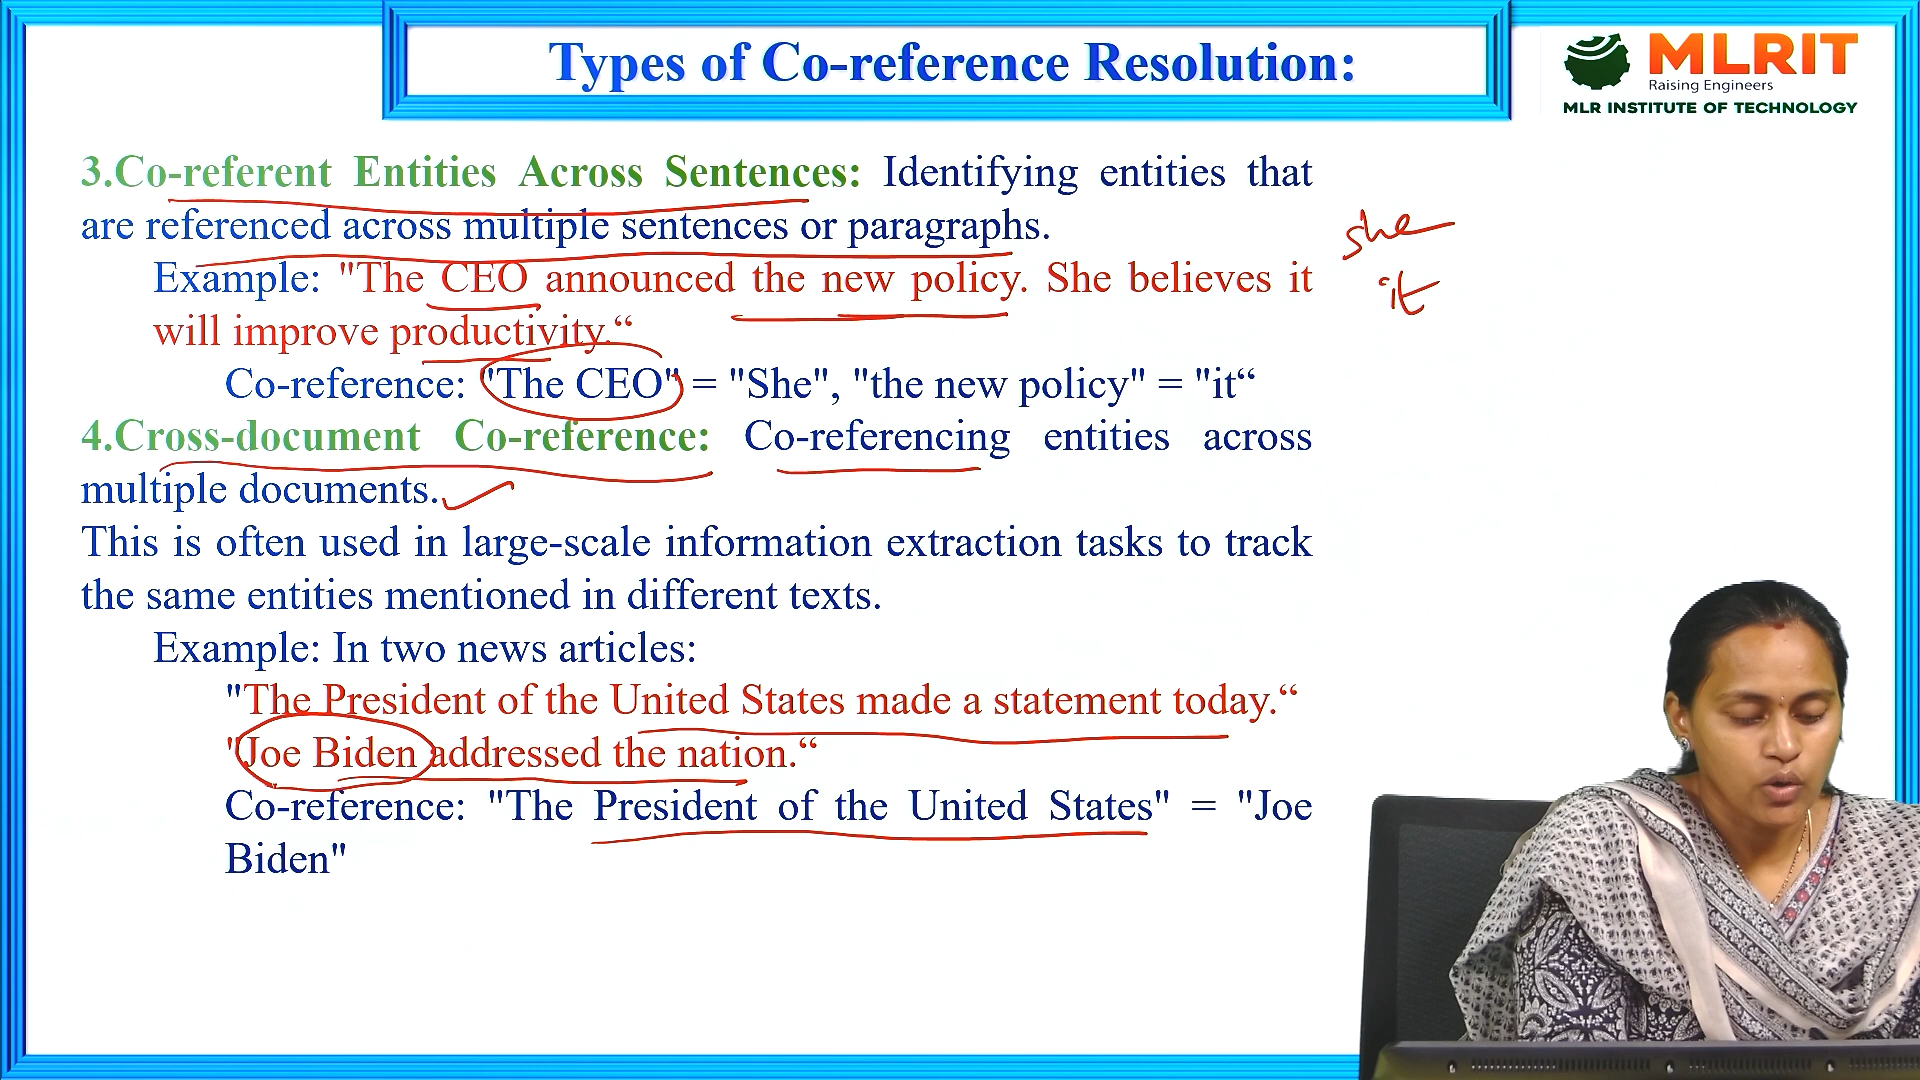 Types of Co-reference Resolution:
MLRIT
Raising Engineers
MLR INSTITUTE OF TECHNOLOGY
3.Co-referent Entities Across Sentences: Identifying entities that
are referenced across multiple sentences or paragraphs.
she
Example: "The CEO announced the new policy. She believes it
it
will improve productivity.“
Co-reference: "The CEO" = "She", "the new policy" = "it“
4.Cross-document Co-reference: Co-referencing entities across
multiple documents.
This is often used in large-scale information extraction tasks to track
the same entities mentioned in different texts.
Example: In two news articles:
"The President of the United States made a statement today.“
"Joe Biden addressed the nation.“
Co-reference: "The President of the United States" = "Joe
Biden"